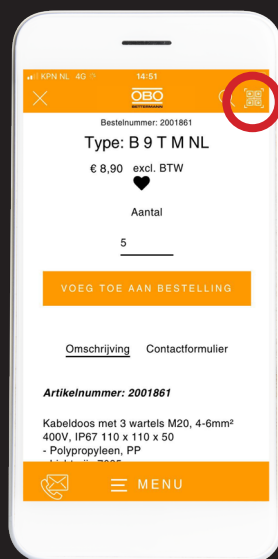 KPN NL 4G 14:51
OBO
BETTERMANN
Bestelnummer: 2001861
Type: B 9 T M NL
€ 8,90 excl. BTW
Aantal
5
VOEG TOE AAN BESTELLING
Omschrijving Contactformulier
Artikelnummer: 2001861
Kabeldoos met 3 wartels M20, 4-6mm²
400V, IP67 110 x 110 x 50
- Polypropyleen, PP
MENU